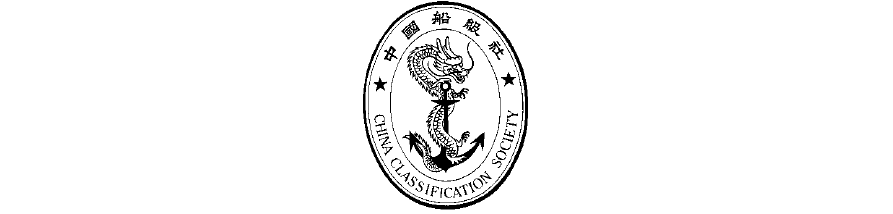 中國船級社
CHINA CLASSIFICATION SOCIETY